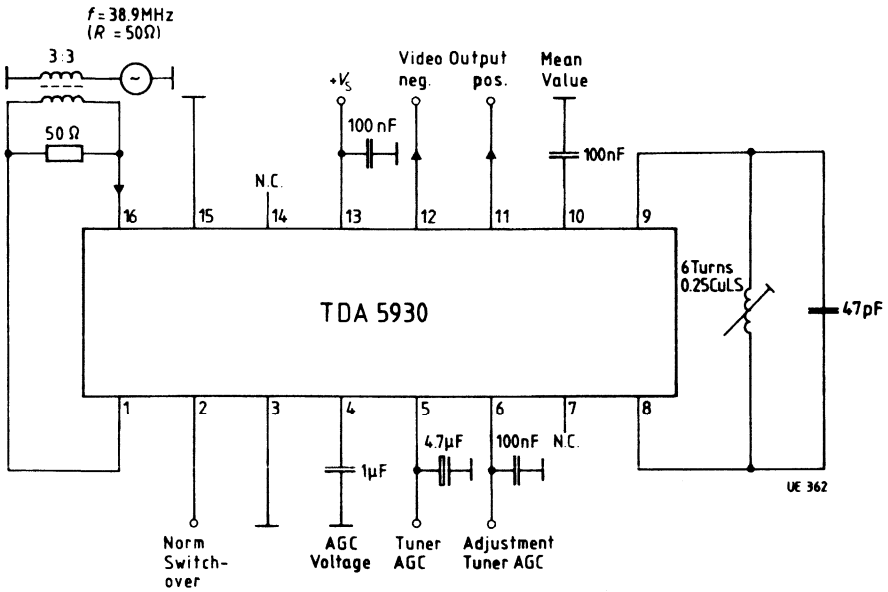 f = 38.9MHz
(R = 50Ω)
3:3
50 Ω
+Vs
100 nF
Video Output
neg.
pos.
Mean
Value
100nF
N.C.
16
15
14
13
12
11
10
9
6Turns
0.25CuLS
TDA 5930
47pF
1
2
3
4
5
6
7
8
1µF
4.7µF
100nF
N.C.
UE 362
Norm
Switch-
over
AGC
Voltage
Tuner
AGC
Adjustment
Tuner AGC